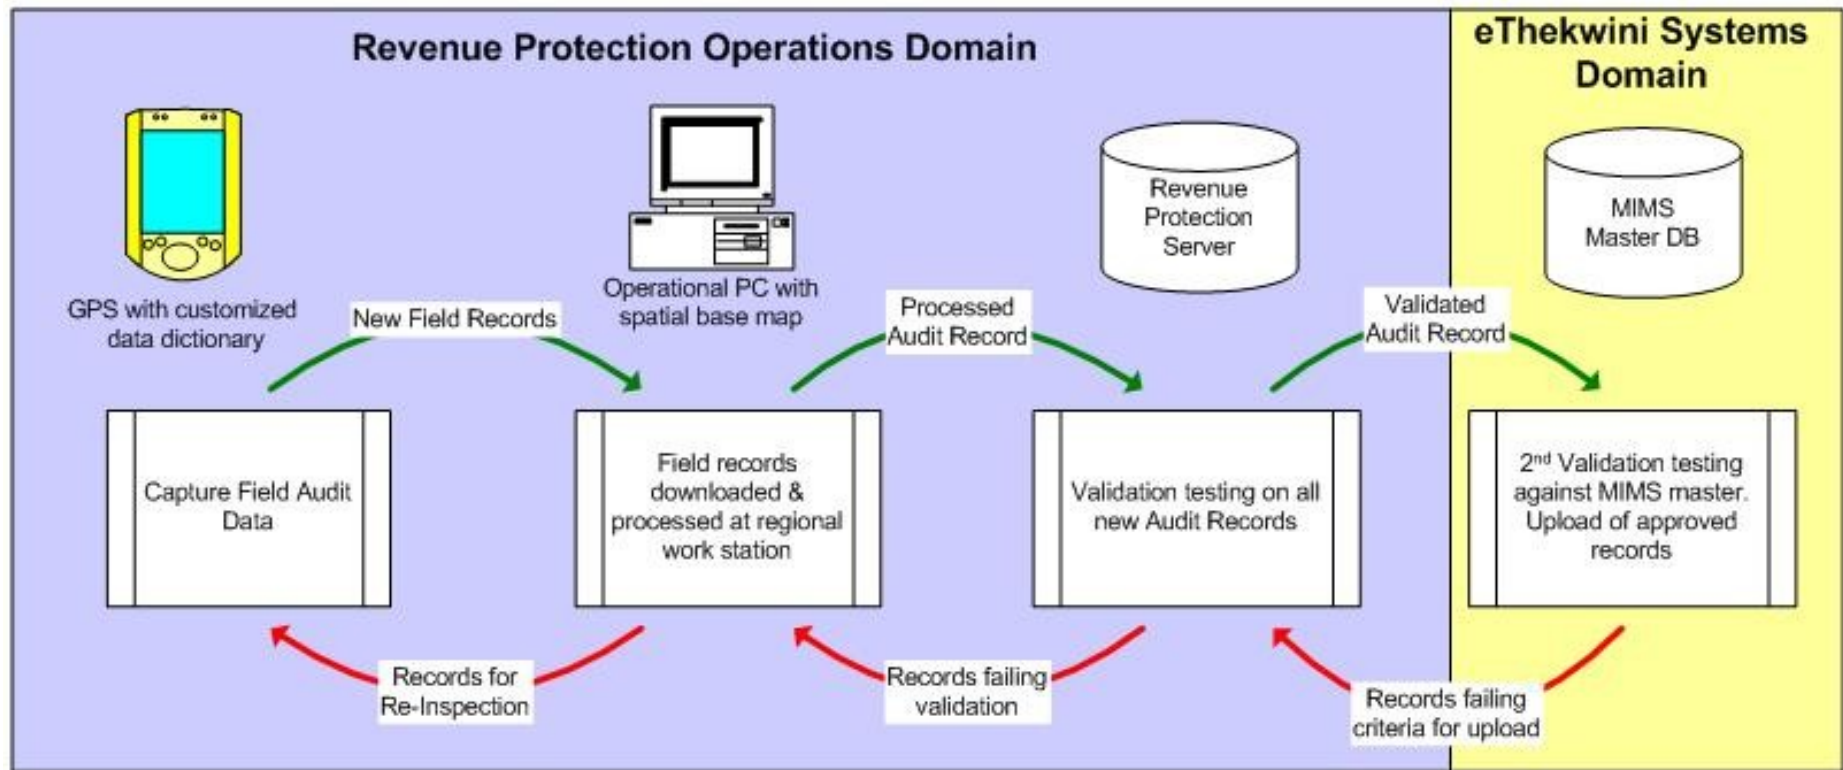 Revenue Protection Operations Domain
eThekwini Systems
Domain
GPS with customized
data dictionary
Operational PC with
spatial base map
Revenue
Protection
Server
MIMS
Master DB
New Field Records
Processed
Audit Record
Validated
Audit Record
Capture Field Audit
Data
Field records
downloaded &
processed at regional
work station
Validation testing on all
new Audit Records
2nd Validation testing
against MIMS master.
Upload of approved
records
Records for
Re-Inspection
Records failing
validation
Records failing
criteria for upload